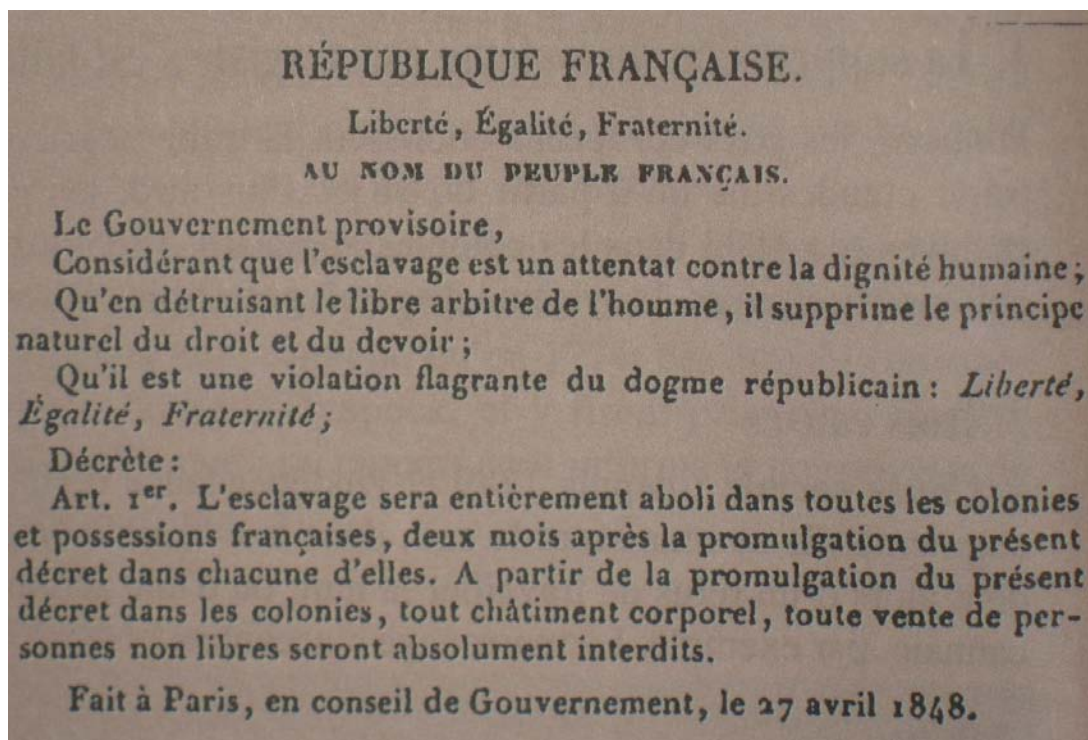 RÉPUBLIQUE FRANÇAISE.
Liberté, Égalité, Fraternité.
AU NOM DU PEUPLE FRANÇAIS.
Le Gouvernement provisoire,
Considérant que l'esclavage est un attentat contre la dignité humaine;
Qu'en détruisant le libre arbitre de l'homme, il supprime le principe
naturel du droit et du devoir;
Qu'il est une violation flagrante du dogme républicain: Liberté,
Égalité, Fraternité;
Décrète:
Art. 1er. L'esclavage sera entièrement aboli dans toutes les colonies
et possessions françaises, deux mois après la promulgation du présent
décret dans chacune d'elles. A partir de la promulgation du présent
décret dans les colonies, tout châtiment corporel, toute vente de per-
sonnes non libres seront absolument interdits.
Fait à Paris, en conseil de Gouvernement, le 27 avril 1848.